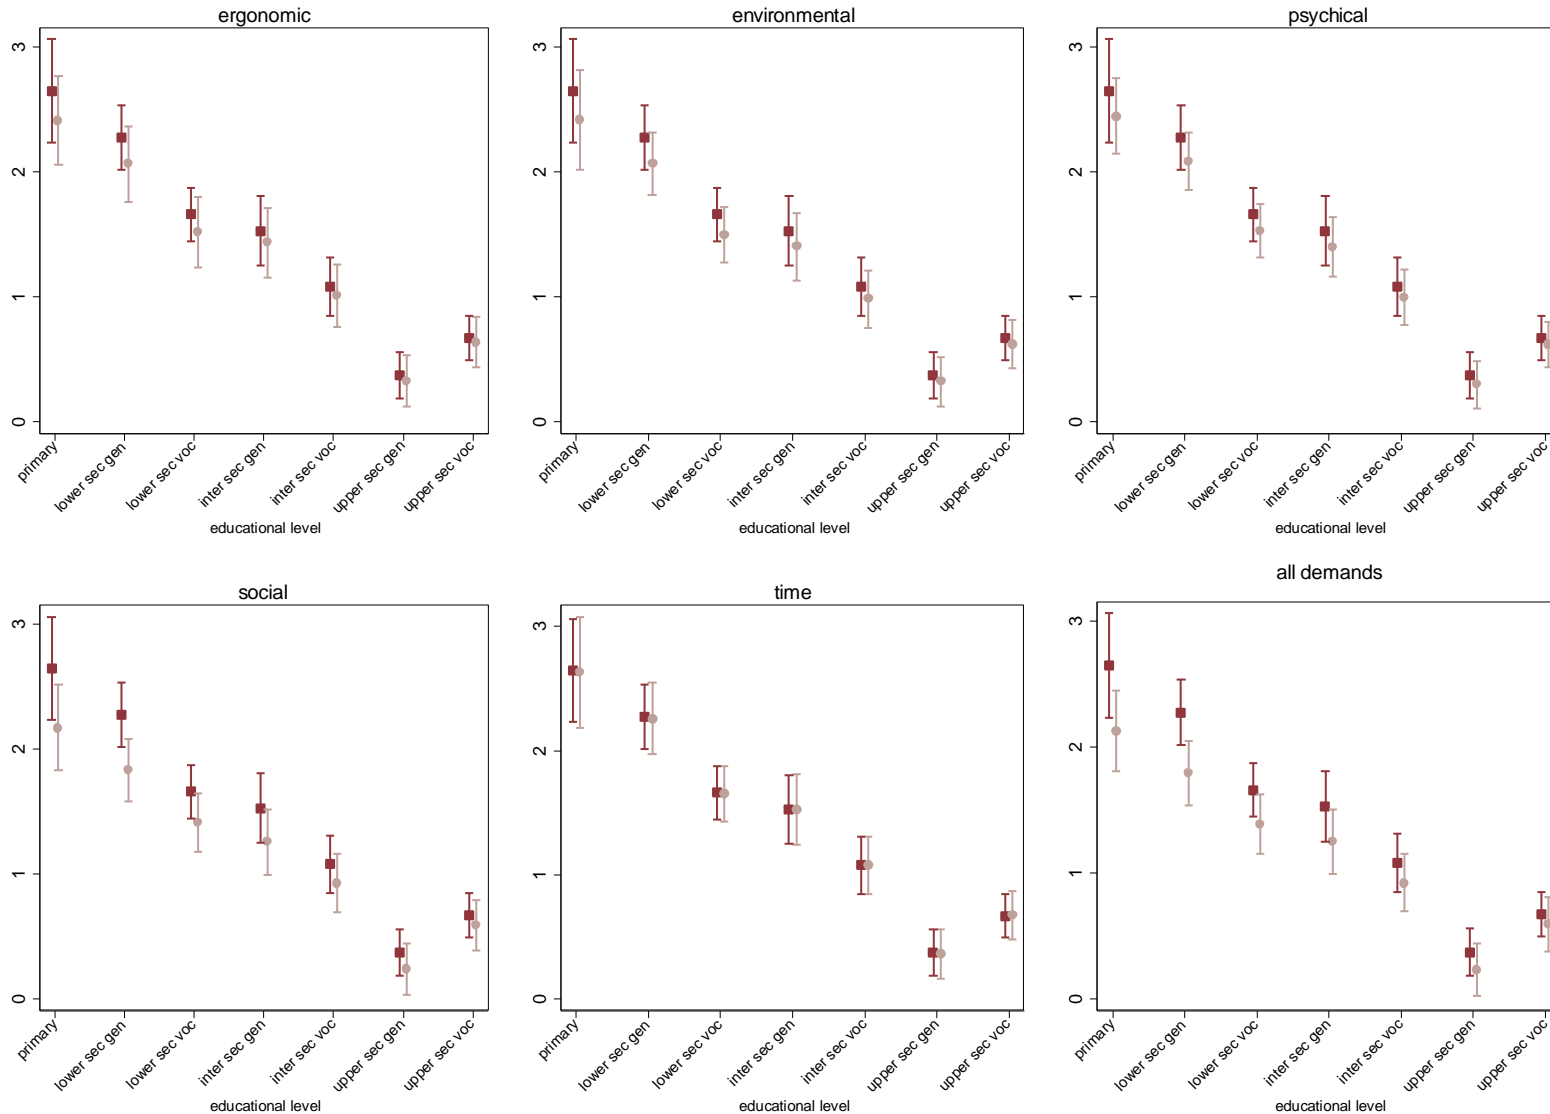 ergonomic
3
2
1
0
primary
lower sec gen
lower sec voc
inter sec gen
inter sec voc
upper sec gen
upper sec voc
educational level
environmental
3
2
1
0
primary
lower sec gen
lower sec voc
inter sec gen
inter sec voc
upper sec gen
upper sec voc
educational level
psychical
3
2
1
0
primary
lower sec gen
lower sec voc
inter sec gen
inter sec voc
upper sec gen
upper sec voc
educational level
social
3
2
1
0
primary
lower sec gen
lower sec voc
inter sec gen
inter sec voc
upper sec gen
upper sec voc
educational level
time
3
2
1
0
primary
lower sec gen
lower sec voc
inter sec gen
inter sec voc
upper sec gen
upper sec voc
educational level
all demands
3
2
1
0
primary
lower sec gen
lower sec voc
inter sec gen
inter sec voc
upper sec gen
upper sec voc
educational level